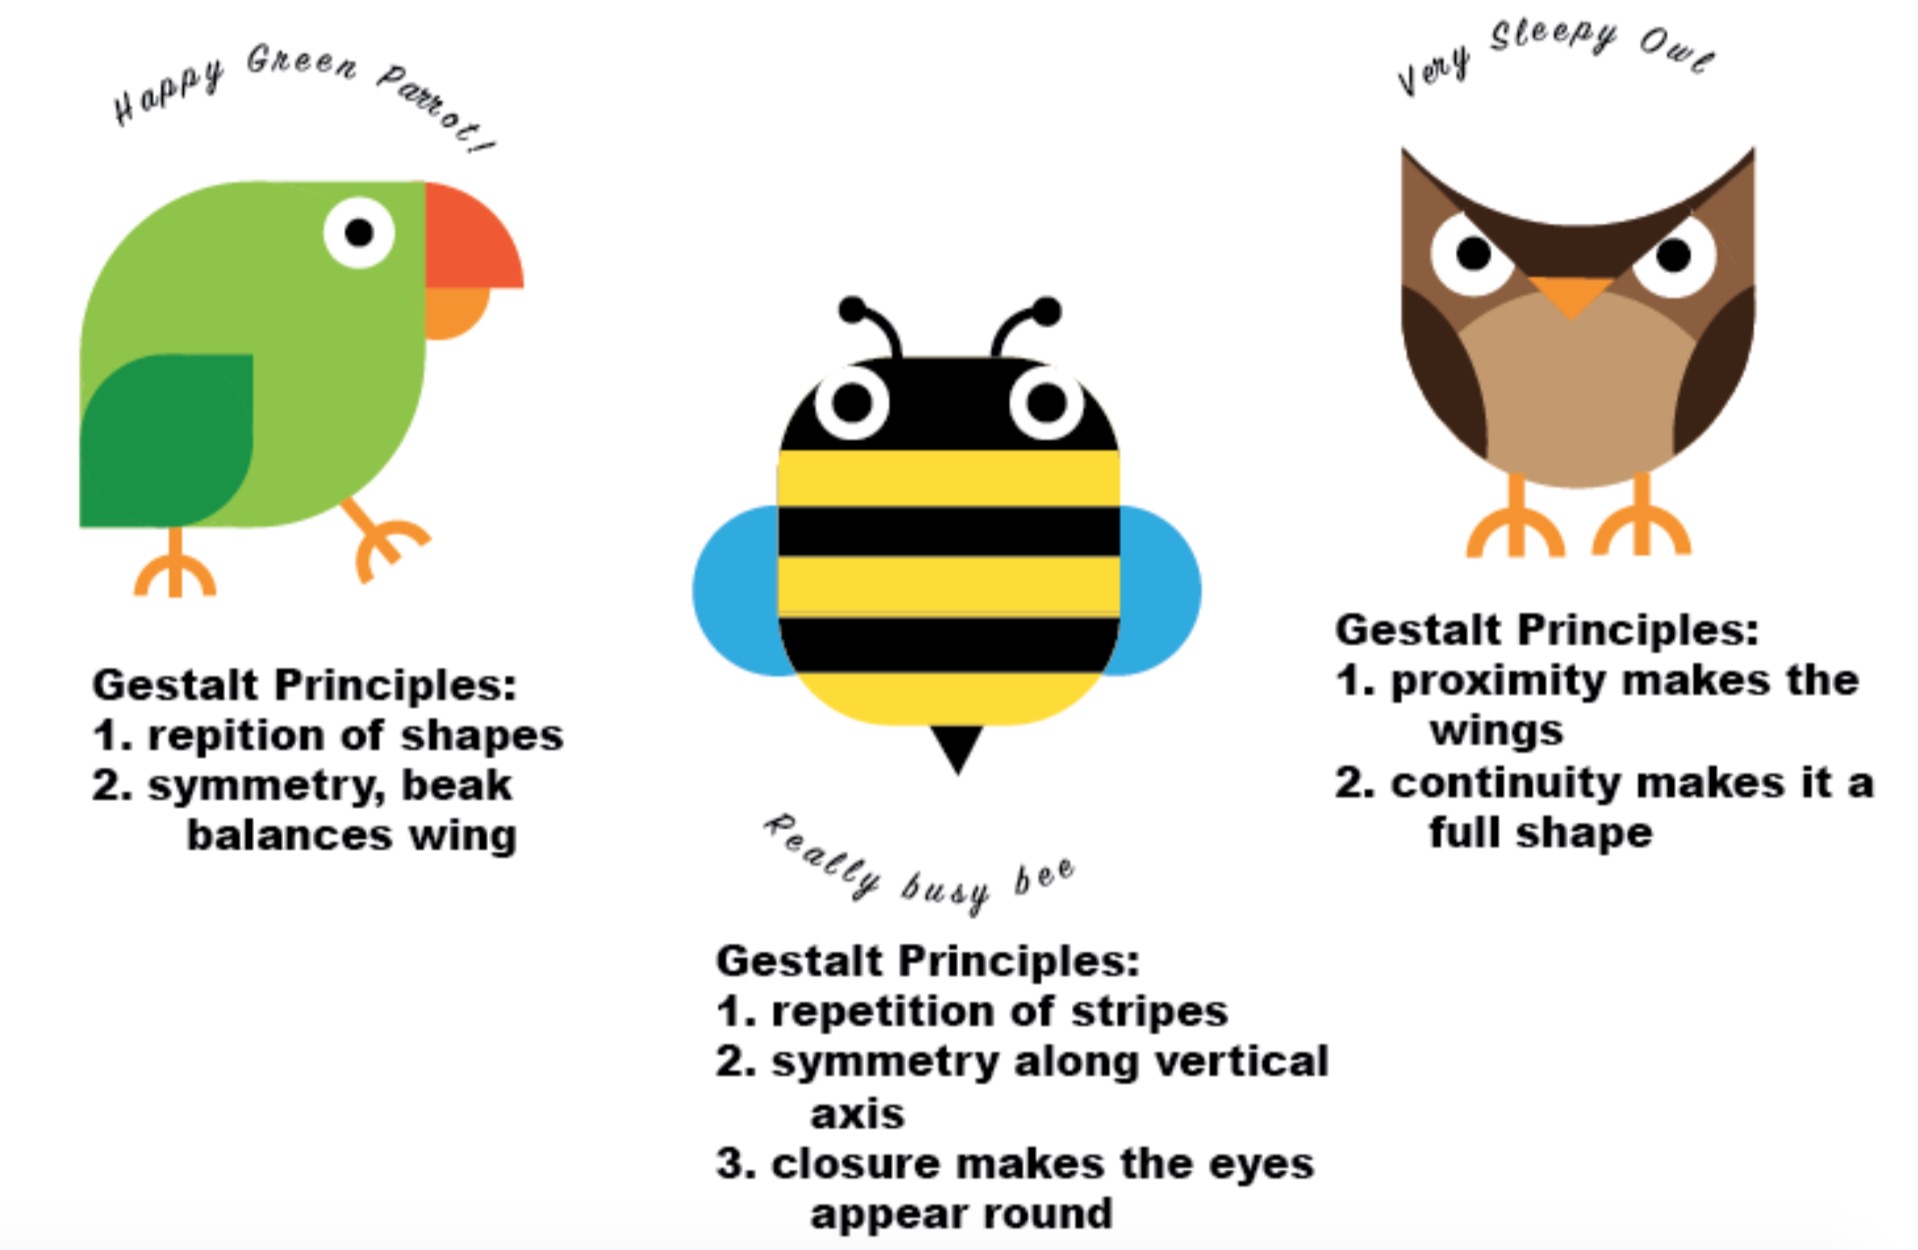 Happy Green Parrot!
Gestalt Principles:
1. repition of shapes
2. symmetry, beak
balances wing
Really busy bee
Gestalt Principles:
1. repetition of stripes
2. symmetry along vertical
axis
3. closure makes the eyes
appear round
Very Sleepy Owl
Gestalt Principles:
1. proximity makes the
wings
2. continuity makes it a
full shape